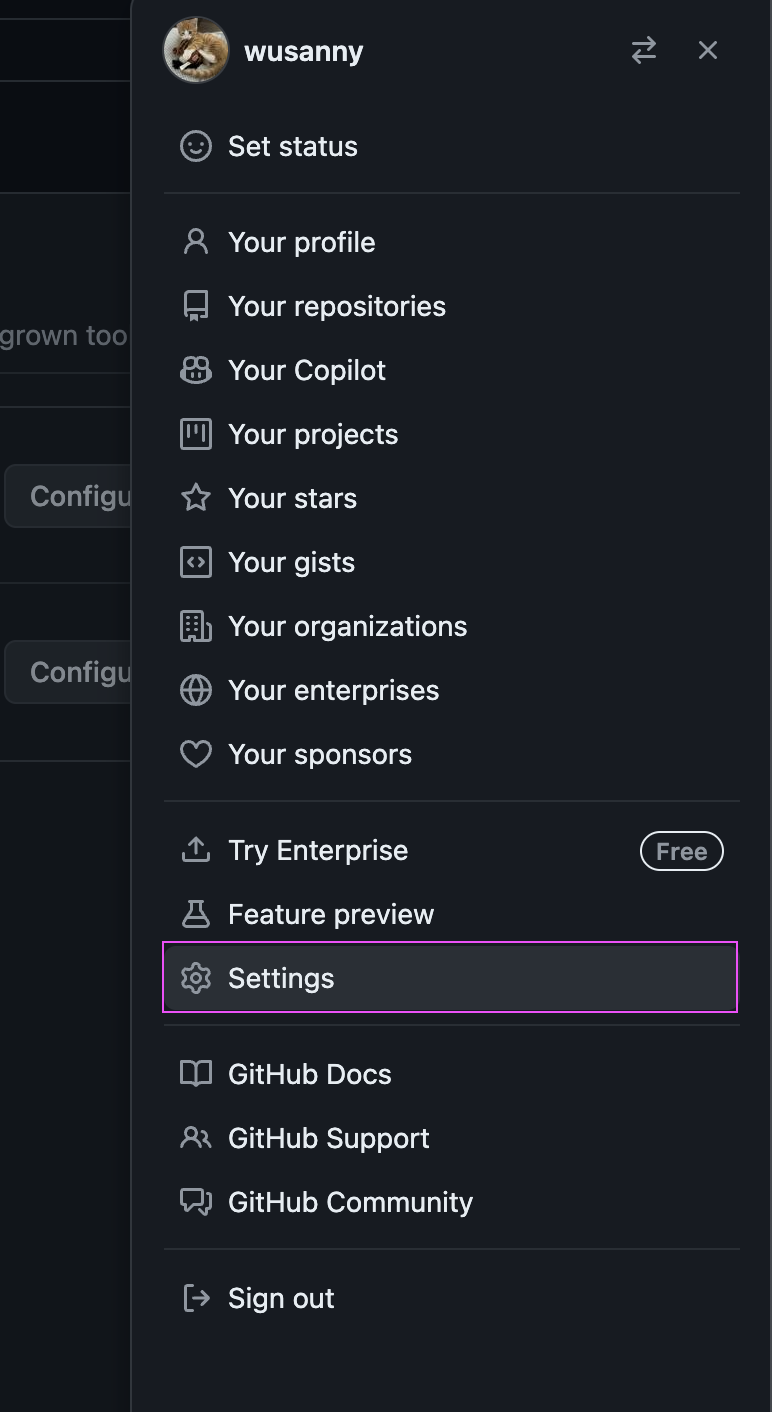 wusanny
Set status
Your profile
Your repositories
grown too
Your Copilot
Your projects
Your stars
Configu
Your gists
Your organizations
Configu
Your enterprises
Your sponsors
Try Enterprise
Free
Feature preview
Settings
GitHub Docs
GitHub Support
GitHub Community
Sign out